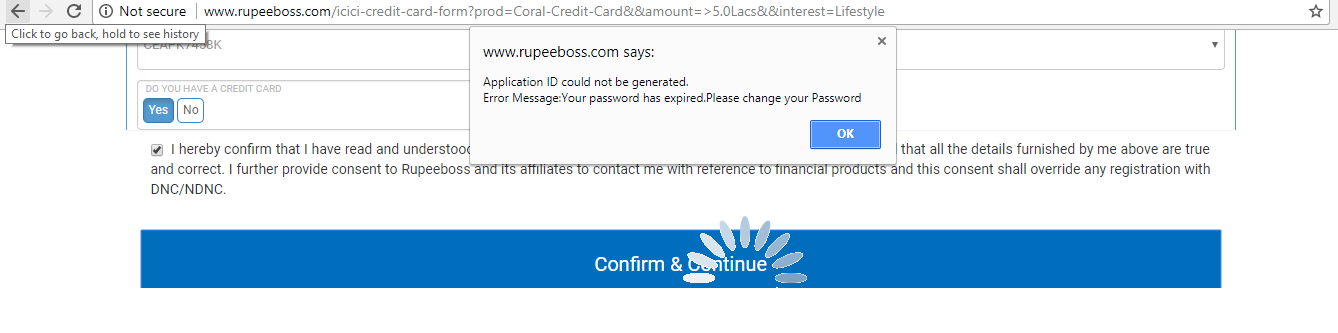 Not secure www.rupeeboss.com/icici-credit-card-form?prod=Coral-Credit-Card&&amount=>5.0Lacs&&interest=Lifestyle
Click to go back, hold to see history
www.rupeeboss.com says:
Application ID could not be generated.
Error Message:Your password has expired.Please change your Password
OK
DO YOU HAVE A CREDIT CARD
Yes No
I hereby confirm that I have read and understood that all the details furnished by me above are true
and correct. I further provide consent to Rupeeboss and its affiliates to contact me with reference to financial products and this consent shall override any registration with
DNC/NDNC.
Confirm & Continue